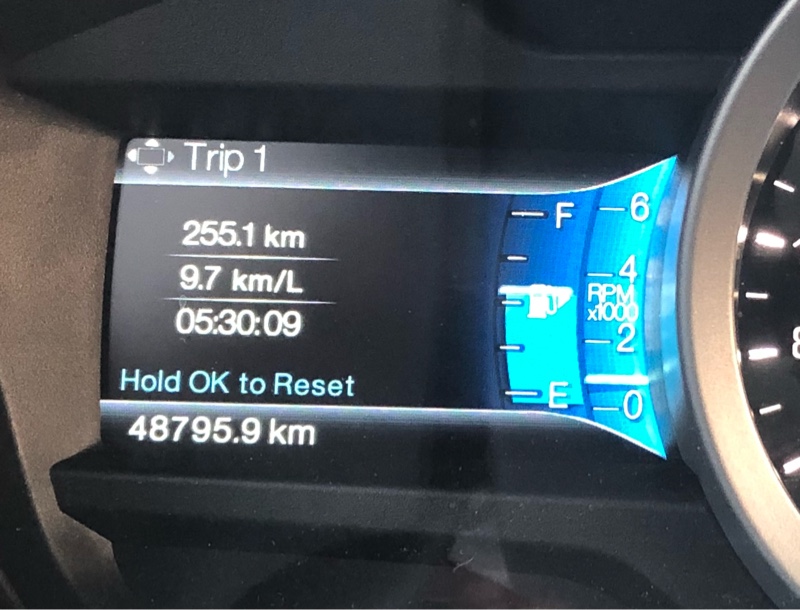 Trip 1
255.1 km
9.7 km/L
05:30:09
Hold OK to Reset
48795.9 km
F
E
6
4
RPM
x1000
2
0
8